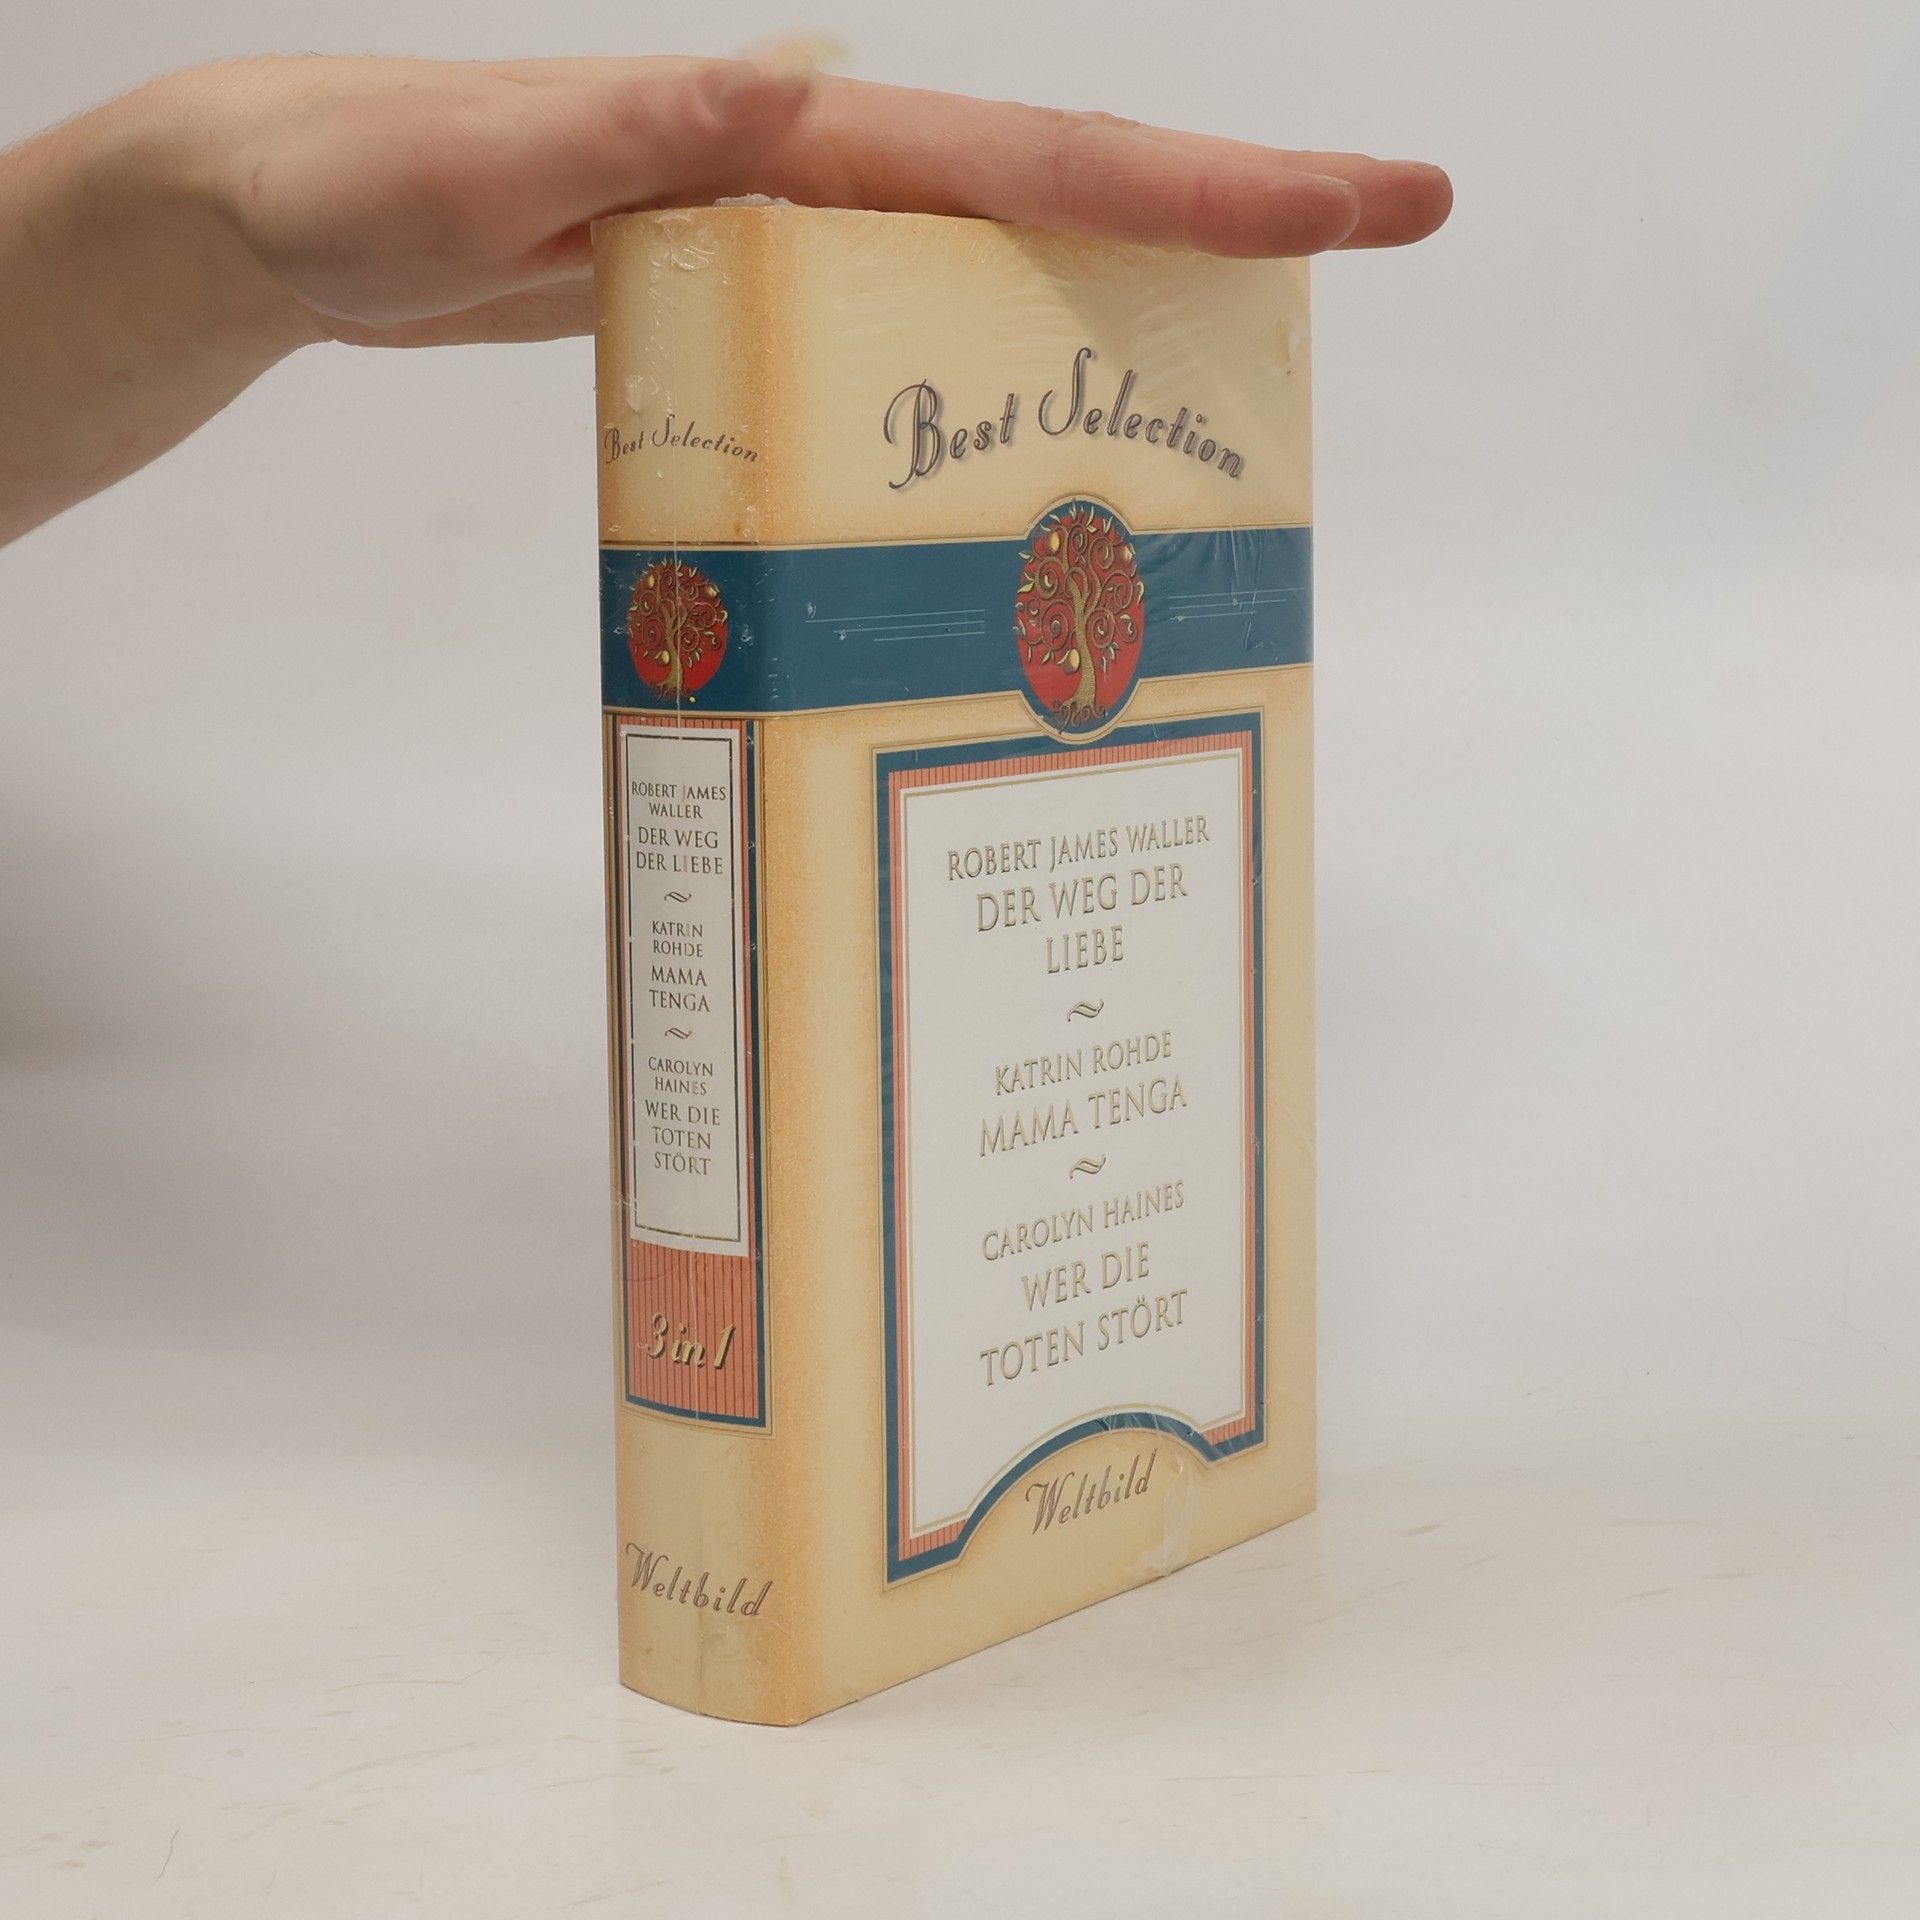 Best Selection
ROBERT JAMES
WALLER
DER WEG
DER LIEBE
KATRIN
ROHDE
MAMA
TENGA
CAROLYN
HAINES
WER DIE
TOTEN
STÖRT
3 in 1
Weltbild
Best Selection
ROBERT JAMES WALLER
DER WEG DER
LIEBE
KATRIN ROHDE
MAMA TENGA
CAROLYN HAINES
WER DIE
TOTEN STÖRT
Weltbild